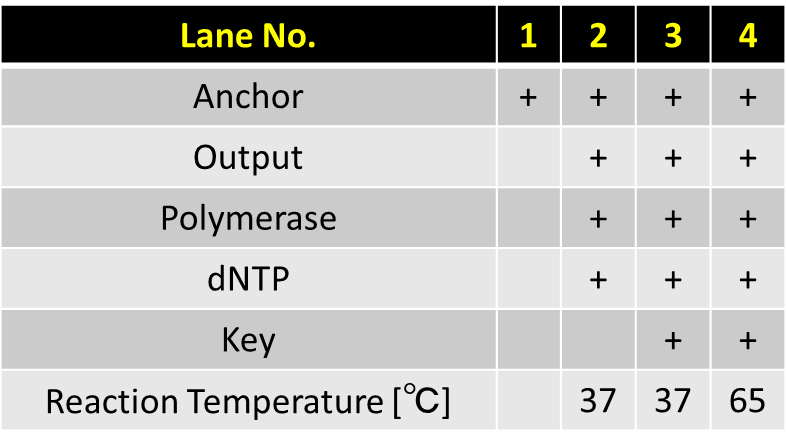 Lane No. 1 2 3 4
Anchor + + + +
Output + + +
Polymerase + + +
dNTP + + +
Key + +
Reaction Temperature [℃] 37 37 65